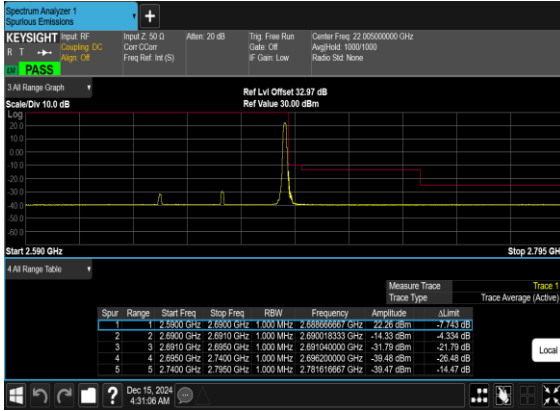 Spectrum Analyzer 1
Spurious Emissions
+
KEYSIGHT
R T
PASS
Input: RF
Coupling: DC
Align: Off
Input Z: 50 Ω
Corr CCorr
Freq Ref: Int (S)
Atten: 20 dB
Trig: Free Run
Gate: Off
IF Gain: Low
Center Freq: 22.005000000 GHz
Avg|Hold: 1000/1000
Radio Std: None
3 All Range Graph
Scale/Div 10.0 dB
Ref Lvl Offset 32.97 dB
Ref Value 30.00 dBm
Log
20.0
10.0
0.00
-10.0
-20.0
-30.0
-40.0
-50.0
-60.0
Start 2.590 GHz
Stop 2.795 GH
4 All Range Table
Measure Trace Trace 1
Trace Type Trace Average (Active)
Spur Range Start Freq Stop Freq RBW Frequency Amplitude ΔLimit
1 1 2.5900 GHz 2.6900 GHz 1.000 MHz 2.688666667 GHz 22.26 dBm -7.743 dB
2 2 2.6900 GHz 2.6910 GHz 1.000 MHz 2.690018333 GHz -14.33 dBm -4.334 dB
3 3 2.6910 GHz 2.6950 GHz 1.000 MHz 2.691040000 GHz -31.79 dBm -21.79 dB
4 4 2.6950 GHz 2.7400 GHz 1.000 MHz 2.696200000 GHz -39.48 dBm -26.48 dB
5 5 2.7400 GHz 2.7950 GHz 1.000 MHz 2.781616667 GHz -39.47 dBm -14.47 dB
Local
?
Dec 15, 2024
4:31:06 AM